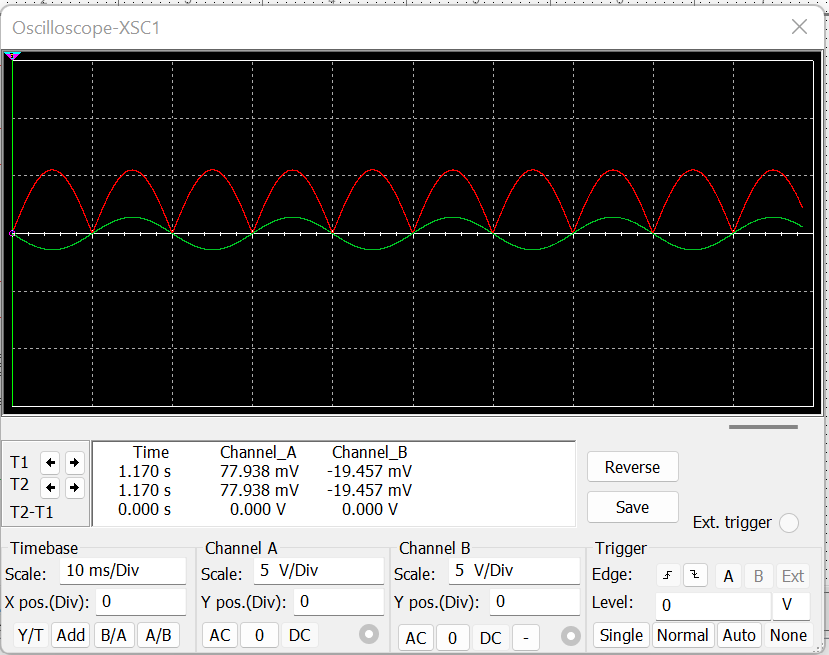 Oscilloscope-XSC1
Time Channel_A Channel_B
T1 1.170 s 77.938 mV -19.457 mV
T2 1.170 s 77.938 mV -19.457 mV
T2-T1 0.000 s 0.000 V 0.000 V
Reverse
Save
Ext. trigger
Timebase
Scale: 10 ms/Div
X pos.(Div): 0
Y/T Add B/A A/B
Channel A
Scale: 5 V/Div
Y pos.(Div): 0
AC 0 DC
Channel B
Scale: 5 V/Div
Y pos.(Div): 0
AC 0 DC -
Trigger
Edge: A B Ext
Level: 0 V
Single Normal Auto None